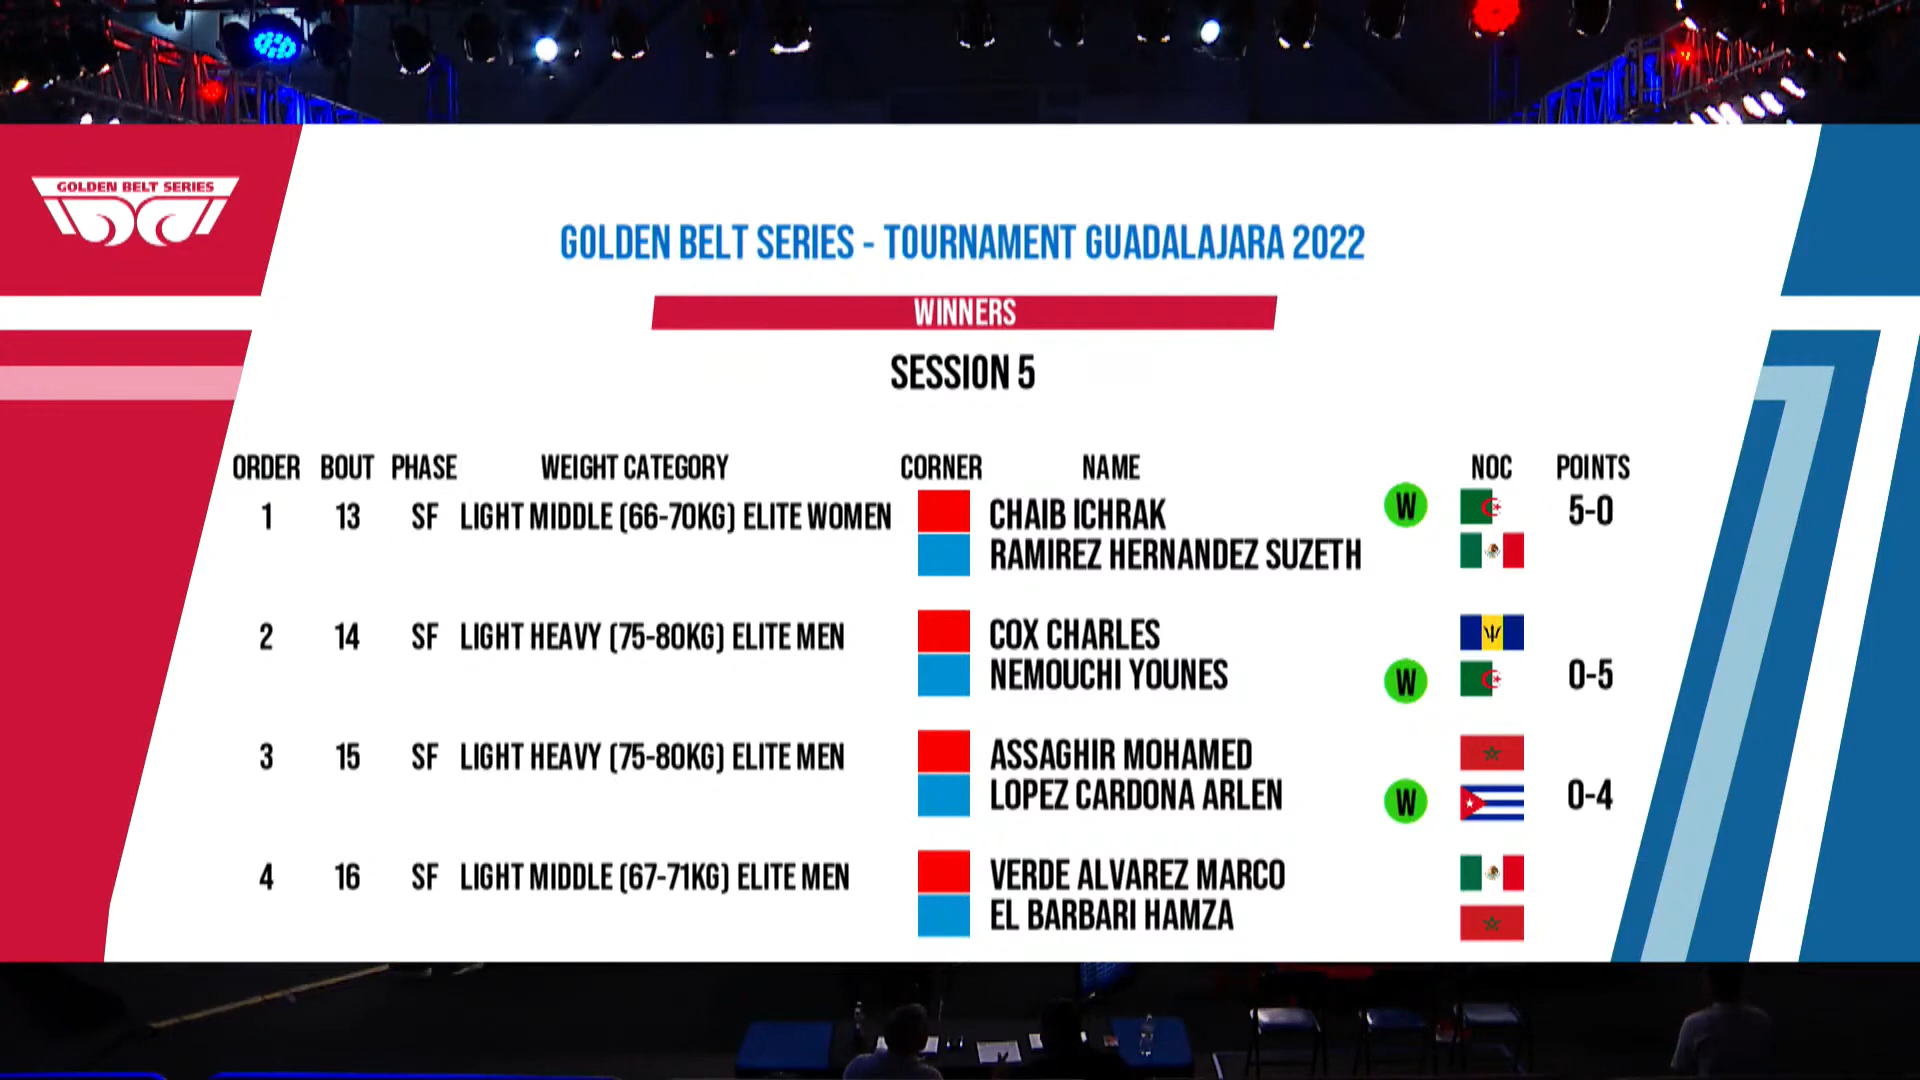 GOLDEN BELT SERIES
GOLDEN BELT SERIES - TOURNAMENT GUADALAJARA 2022
WINNERS
SESSION 5
ORDER BOUT PHASE WEIGHT CATEGORY CORNER NAME NOC POINTS
1 13 SF LIGHT MIDDLE (66-70KG) ELITE WOMEN CHAIB ICHRAK W 5-0
RAMIREZ HERNANDEZ SUZETH
2 14 SF LIGHT HEAVY (75-80KG) ELITE MEN COX CHARLES
NEMOUCHI YOUNES W 0-5
3 15 SF LIGHT HEAVY (75-80KG) ELITE MEN ASSAGHIR MOHAMED
LOPEZ CARDONA ARLEN W 0-4
4 16 SF LIGHT MIDDLE (67-71KG) ELITE MEN VERDE ALVAREZ MARCO
EL BARBARI HAMZA